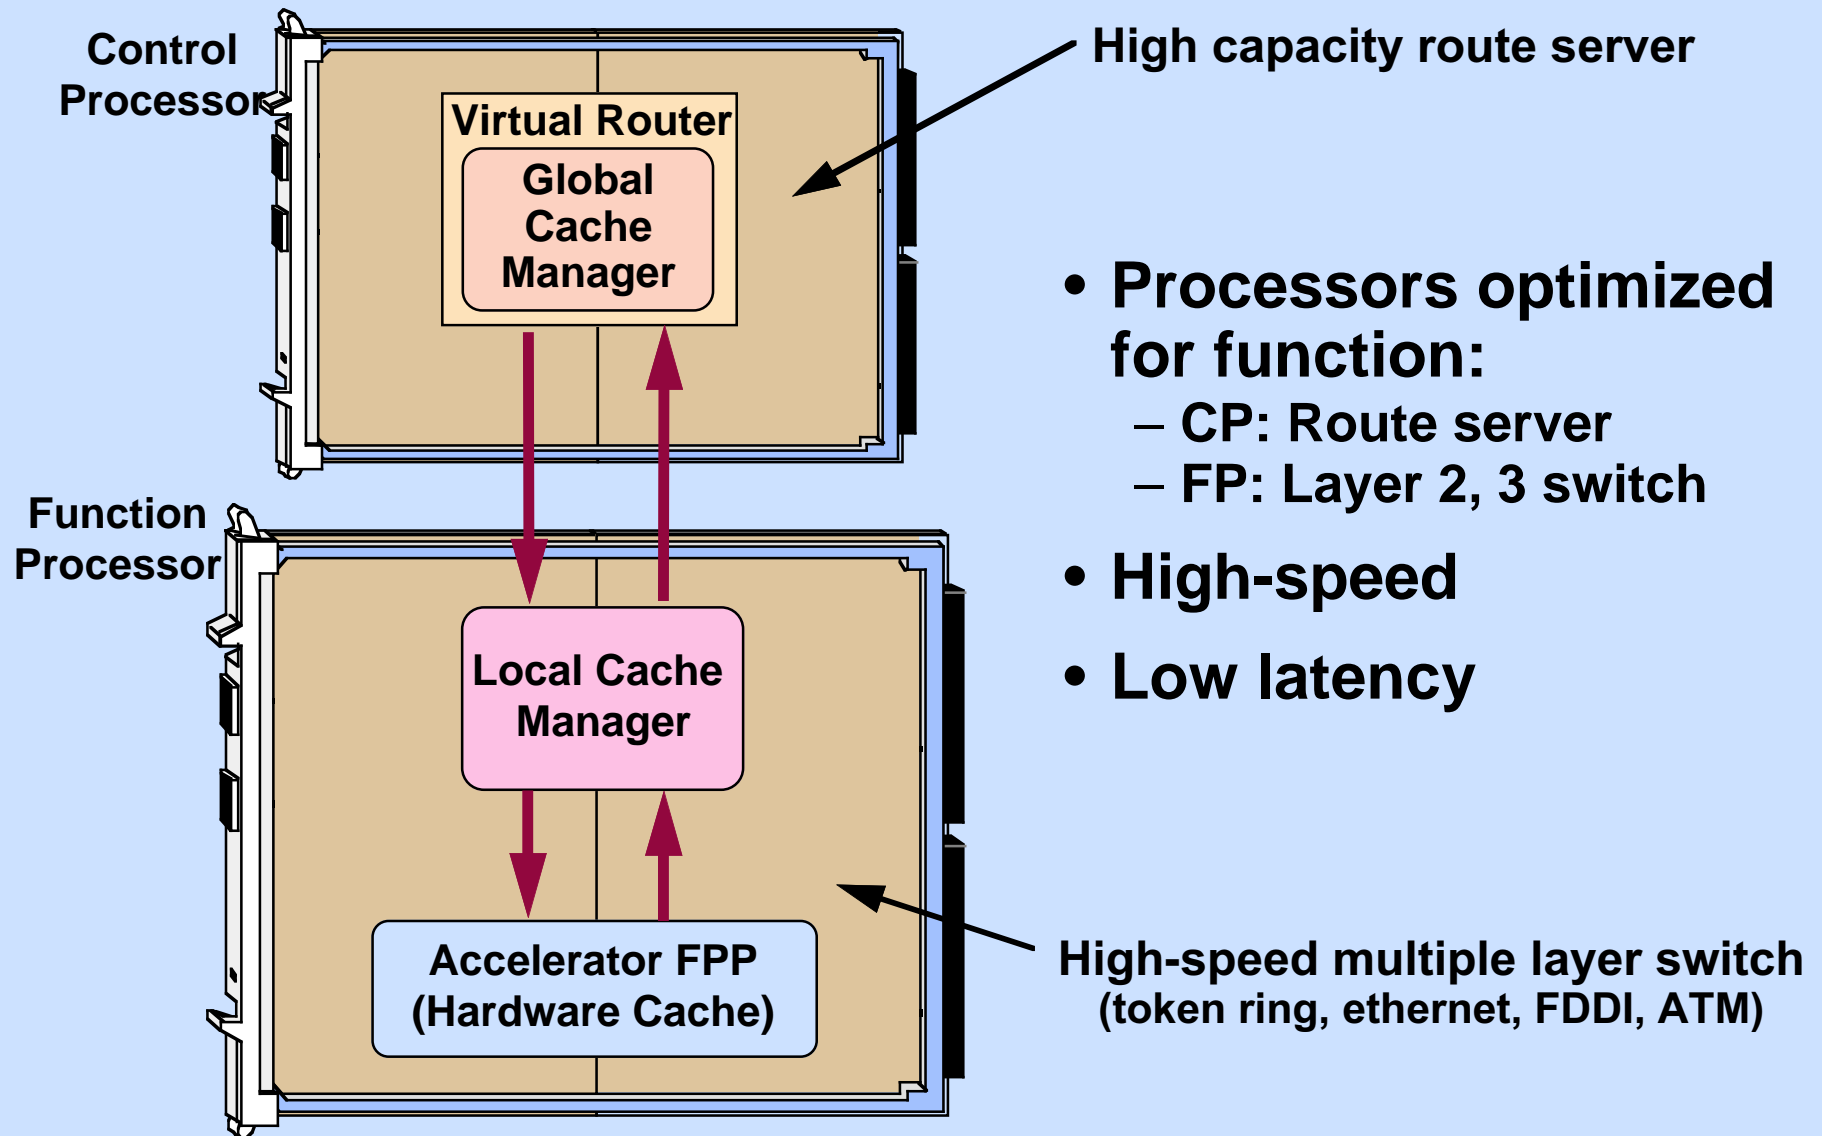 Control
Processor
High capacity route server
Virtual Router
Global
Cache
Manager
• Processors optimized
for function:
– CP: Route server
– FP: Layer 2, 3 switch
• High-speed
• Low latency
Function
Processor
Local Cache
Manager
Accelerator FPP
(Hardware Cache)
High-speed multiple layer switch
(token ring, ethernet, FDDI, ATM)